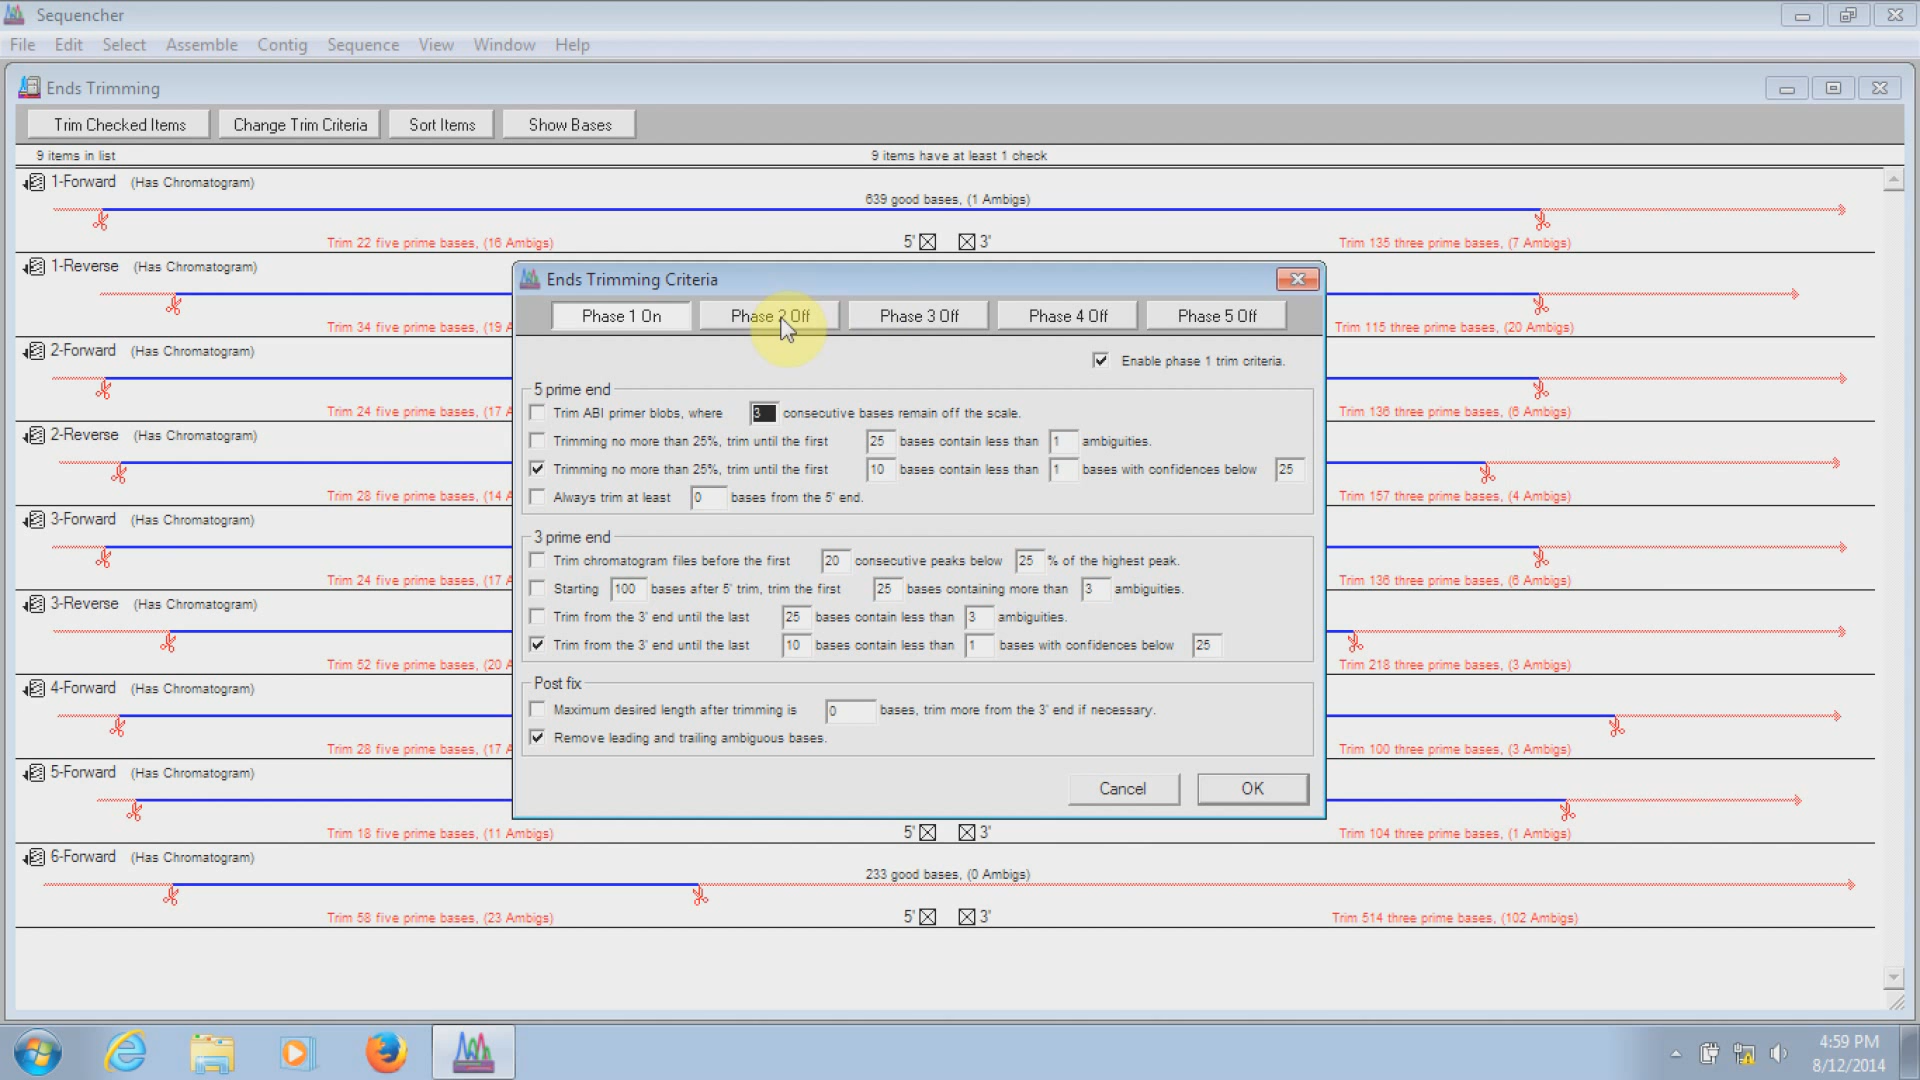 Sequencher
File Edit Select Assemble Contig Sequence View Window Help
Ends Trimming
Trim Checked Items Change Trim Criteria Sort Items Show Bases
9 items in list 9 items have at least 1 check
1-Forward (Has Chromatogram)
639 good bases, (1 Ambigs)
Trim 22 five prime bases, (16 Ambigs) 5' 3' Trim 135 three prime bases, (7 Ambigs)
1-Reverse (Has Chromatogram)
Trim 34 five prime bases, (19 A Trim 115 three prime bases, (20 Ambigs)
2-Forward (Has Chromatogram)
Trim 24 five prime bases, (17 A Trim 136 three prime bases, (6 Ambigs)
2-Reverse (Has Chromatogram)
Trim 28 five prime bases, (14 A Trim 157 three prime bases, (4 Ambigs)
3-Forward (Has Chromatogram)
Trim 24 five prime bases, (17 A Trim 136 three prime bases, (6 Ambigs)
3-Reverse (Has Chromatogram)
Trim 52 five prime bases, (20 A Trim 218 three prime bases, (3 Ambigs)
4-Forward (Has Chromatogram)
Trim 28 five prime bases, (17 A Trim 100 three prime bases, (3 Ambigs)
5-Forward (Has Chromatogram)
Trim 18 five prime bases, (11 Ambigs) 5' 3' Trim 104 three prime bases, (1 Ambigs)
6-Forward (Has Chromatogram)
233 good bases, (0 Ambigs)
Trim 58 five prime bases, (23 Ambigs) 5' 3' Trim 514 three prime bases, (102 Ambigs)
Ends Trimming Criteria
Phase 1 On Phase 2 Off Phase 3 Off Phase 4 Off Phase 5 Off
Enable phase 1 trim criteria.
5 prime end
Trim ABI primer blobs, where 3 consecutive bases remain off the scale.
Trimming no more than 25%, trim until the first 25 bases contain less than 1 ambiguities.
Trimming no more than 25%, trim until the first 10 bases contain less than 1 bases with confidences below 25
Always trim at least 0 bases from the 5' end.
3 prime end
Trim chromatogram files before the first 20 consecutive peaks below 25 % of the highest peak.
Starting 100 bases after 5' trim, trim the first 25 bases containing more than 3 ambiguities.
Trim from the 3' end until the last 25 bases contain less than 3 ambiguities.
Trim from the 3' end until the last 10 bases contain less than 1 bases with confidences below 25
Post fix
Maximum desired length after trimming is 0 bases, trim more from the 3' end if necessary.
Remove leading and trailing ambiguous bases.
Cancel OK
4:59 PM
8/12/2014